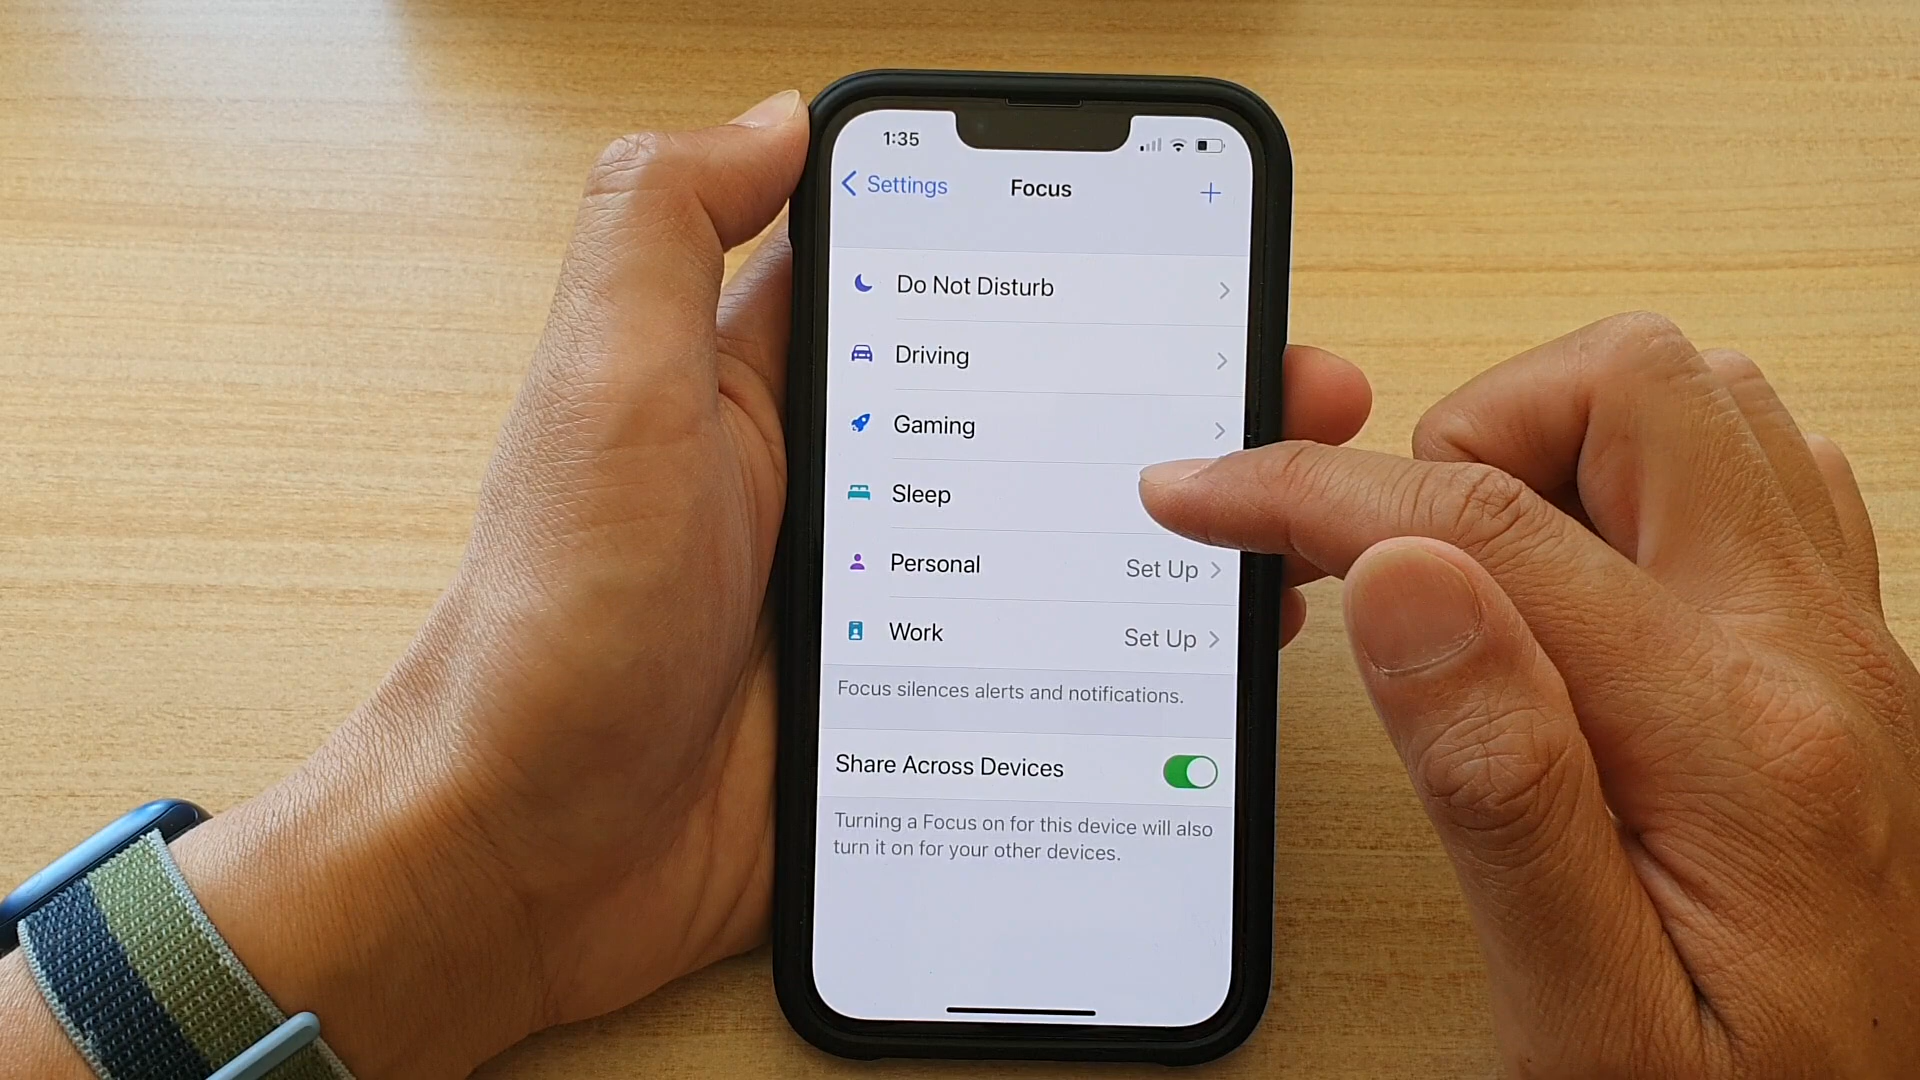 1:35
Settings
Focus
Do Not Disturb
Driving
Gaming
Sleep
Personal
Set Up
Work
Set Up
Focus silences alerts and notifications.
Share Across Devices
Turning a Focus on for this device will also
turn it on for your other devices.